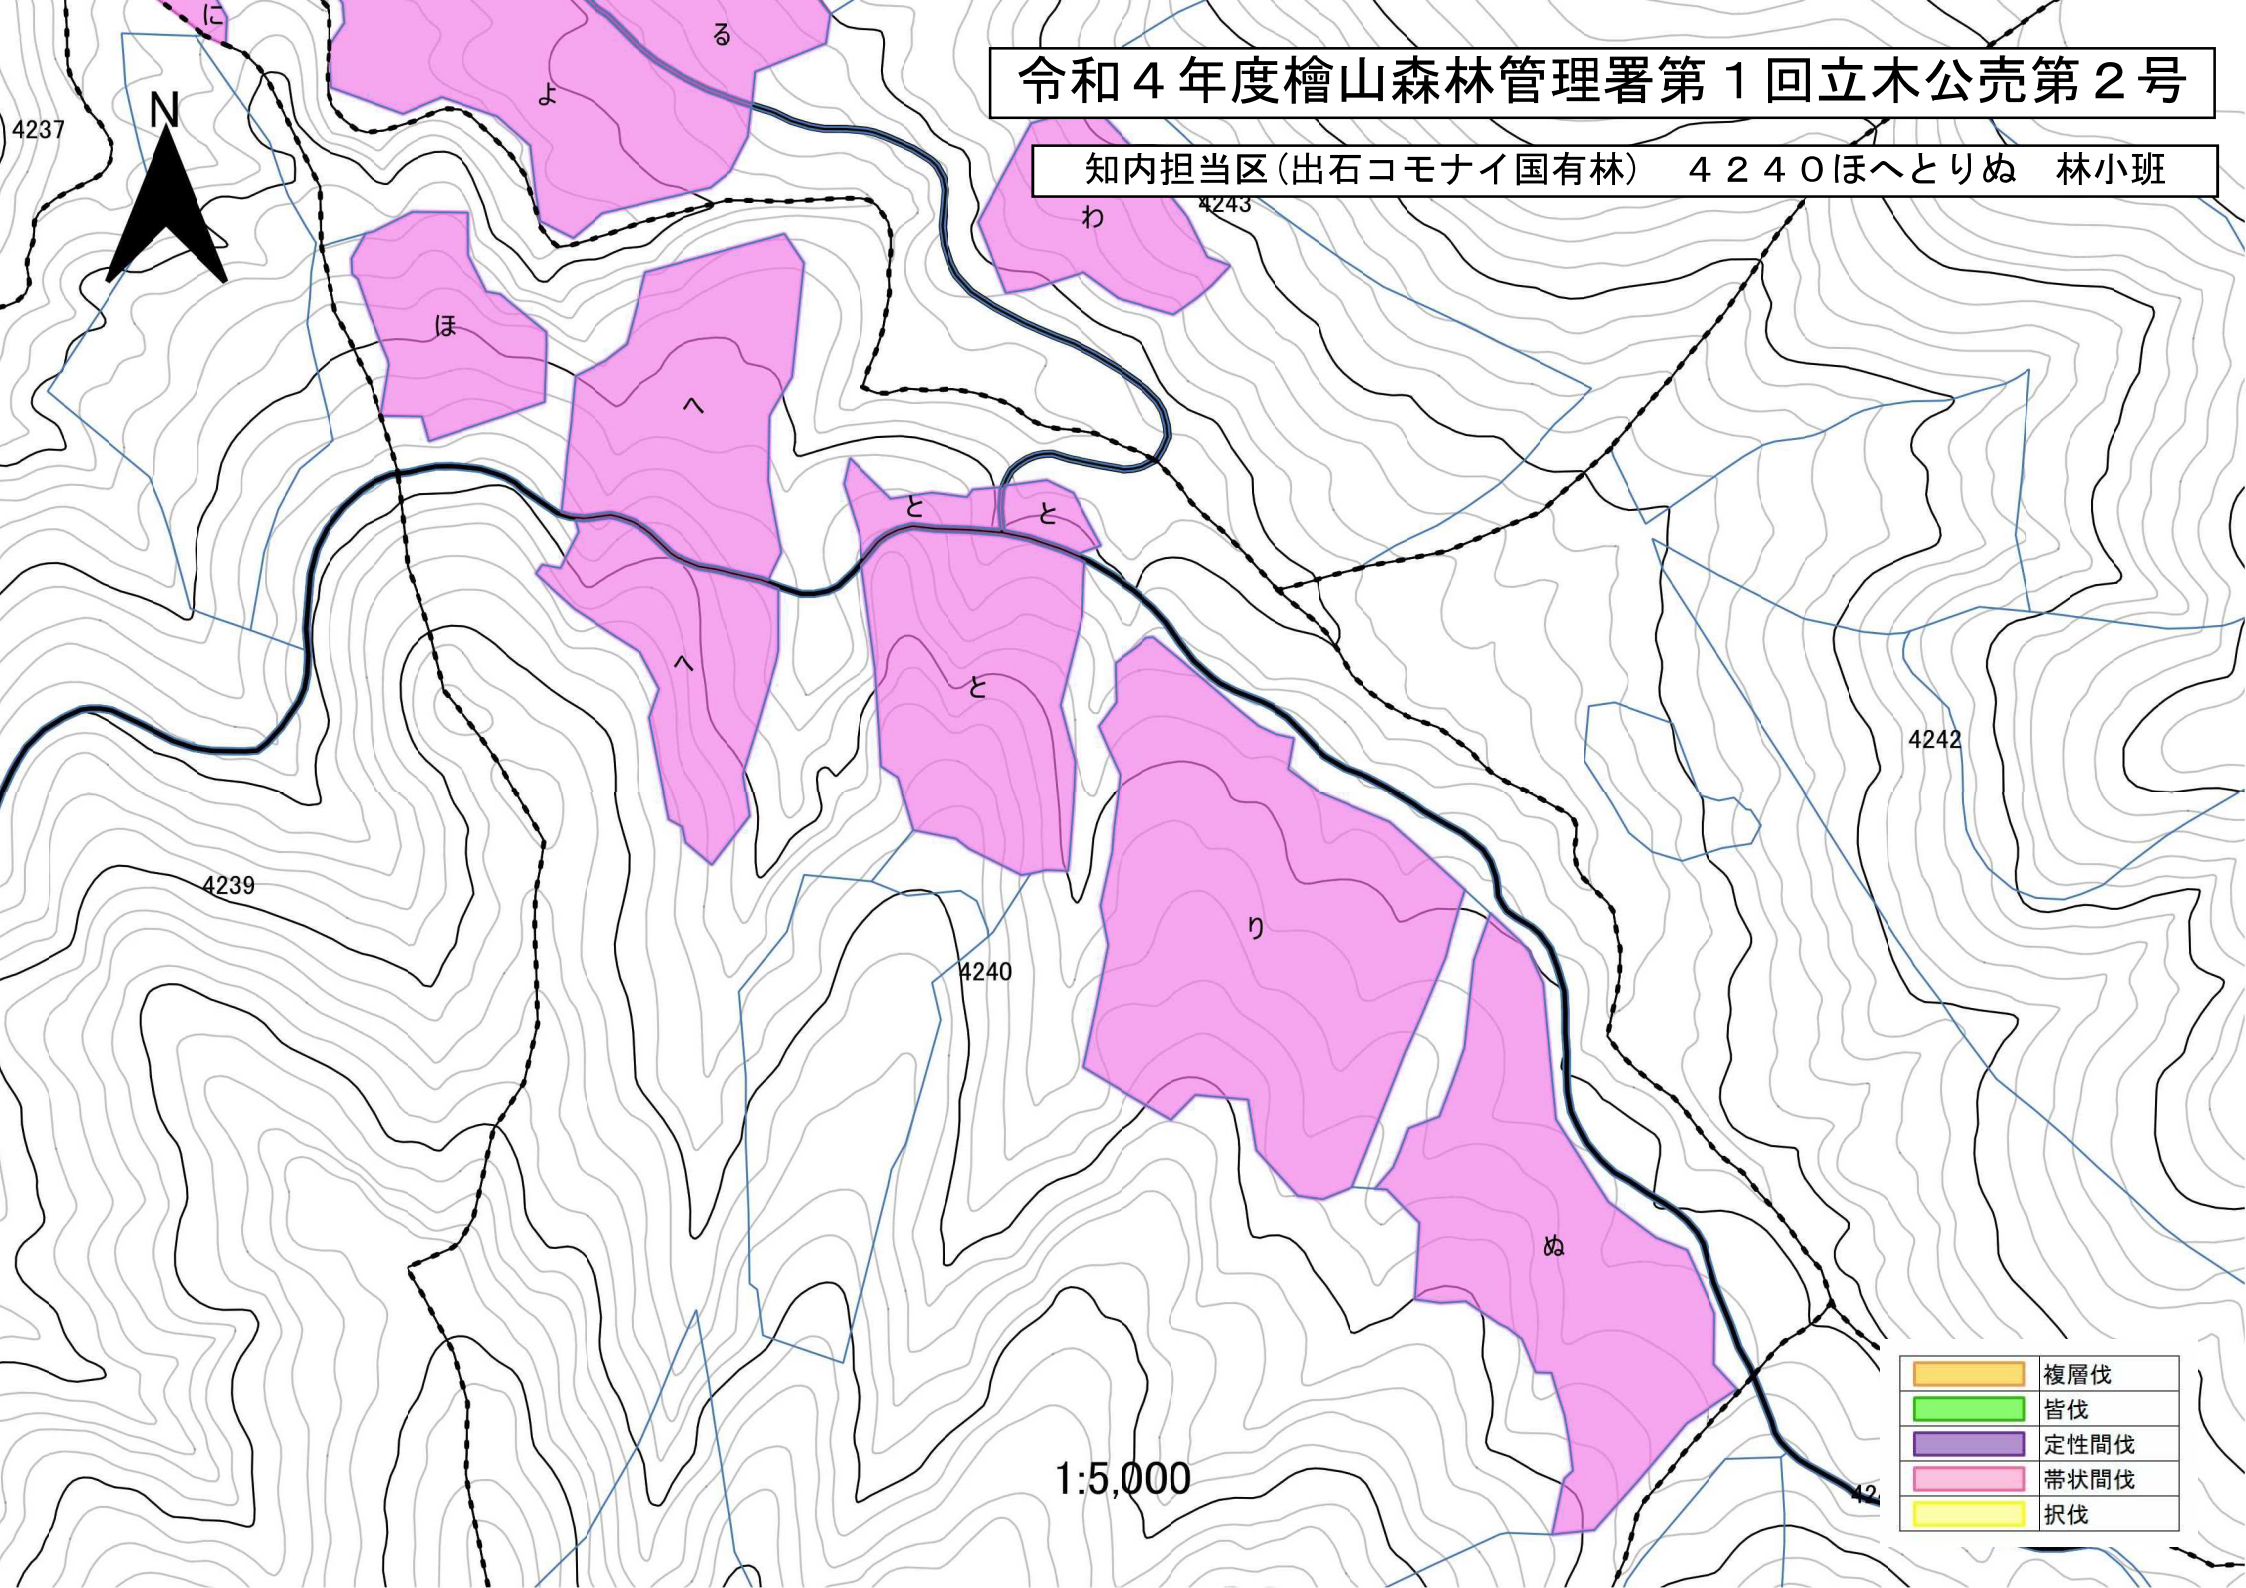 に
る
令和４年度檜山森林管理署第１回立木公売第２号
よ
N
4237
知内担当区(出石コモナイ国有林)　４２４０ほへとりぬ　林小班
4243
わ
ほ
へ
と
と
へ
と
4242
4239
り
4240
ぬ
1:5,000
複層伐
皆伐
定性間伐
帯状間伐
択伐